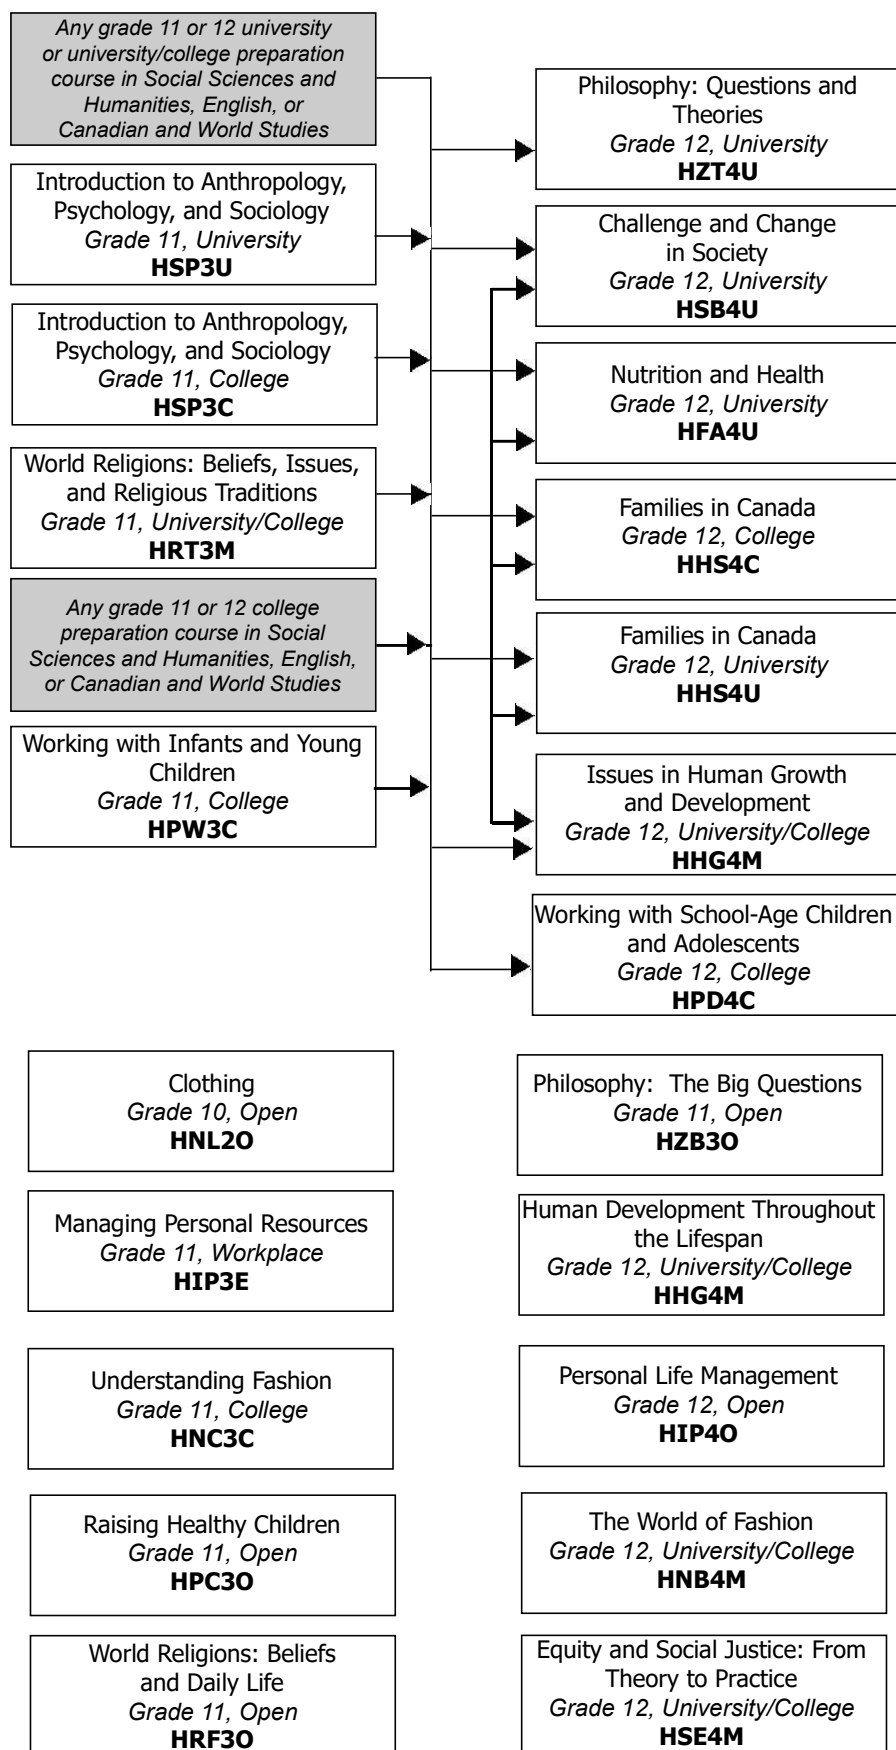 Any grade 11 or 12 university
or university/college preparation
course in Social Sciences and
Humanities, English, or
Canadian and World Studies
Introduction to Anthropology,
Psychology, and Sociology
Grade 11, University
HSP3U
Introduction to Anthropology,
Psychology, and Sociology
Grade 11, College
HSP3C
World Religions: Beliefs, Issues,
and Religious Traditions
Grade 11, University/College
HRT3M
Any grade 11 or 12 college
preparation course in Social
Sciences and Humanities, English,
or Canadian and World Studies
Working with Infants and Young
Children
Grade 11, College
HPW3C
Philosophy: Questions and
Theories
Grade 12, University
HZT4U
Challenge and Change
in Society
Grade 12, University
HSB4U
Nutrition and Health
Grade 12, University
HFA4U
Families in Canada
Grade 12, College
HHS4C
Families in Canada
Grade 12, University
HHS4U
Issues in Human Growth
and Development
Grade 12, University/College
HHG4M
Working with School-Age Children
and Adolescents
Grade 12, College
HPD4C
Clothing
Grade 10, Open
HNL2O
Philosophy: The Big Questions
Grade 11, Open
HZB3O
Managing Personal Resources
Grade 11, Workplace
HIP3E
Human Development Throughout
the Lifespan
Grade 12, University/College
HHG4M
Understanding Fashion
Grade 11, College
HNC3C
Personal Life Management
Grade 12, Open
HIP4O
Raising Healthy Children
Grade 11, Open
HPC3O
The World of Fashion
Grade 12, University/College
HNB4M
World Religions: Beliefs
and Daily Life
Grade 11, Open
HRF3O
Equity and Social Justice: From
Theory to Practice
Grade 12, University/College
HSE4M